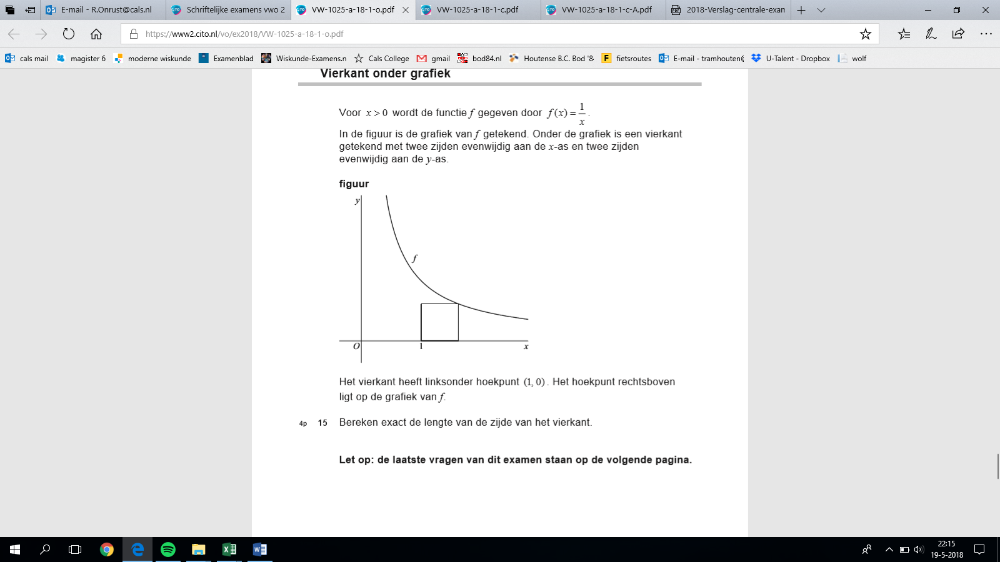 E-mail - R.Onrust@cals.nl
Schriftelijke examens vwo 2
VW-1025-a-18-1-o.pdf
VW-1025-a-18-1-c.pdf
VW-1025-a-18-1-c-A.pdf
2018-Verslag-centrale-exam
https://www2.cito.nl/vo/ex2018/VW-1025-a-18-1-o.pdf
cals mail
magister 6
moderne wiskunde
Examenblad
Wiskunde-Examens.n
Cals College
gmail
bod84.nl
Houtense B.C. Bod '8
fietsroutes
E-mail - tramhouten@
U-Talent - Dropbox
wolf
Vierkant onder grafiek
Voor x > 0 wordt de functie f gegeven door f(x) = 1/x.
In de figuur is de grafiek van f getekend. Onder de grafiek is een vierkant
getekend met twee zijden evenwijdig aan de x-as en twee zijden
evenwijdig aan de y-as.
figuur
y
f
O
1
x
Het vierkant heeft linksonder hoekpunt (1, 0). Het hoekpunt rechtsboven
ligt op de grafiek van f.
4p 15 Bereken exact de lengte van de zijde van het vierkant.
Let op: de laatste vragen van dit examen staan op de volgende pagina.
22:15
19-5-2018